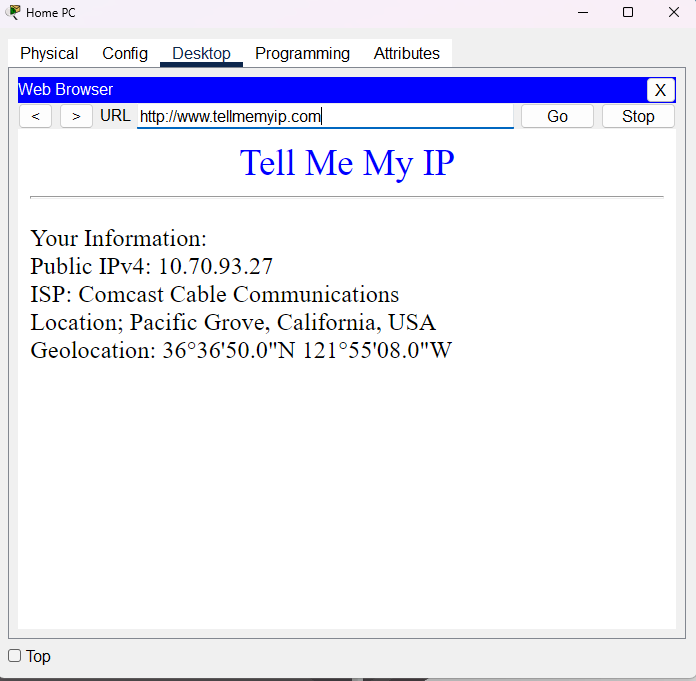 Home PC
Physical Config Desktop Programming Attributes
Web Browser X
< > URL http://www.tellmemyip.com Go Stop
Tell Me My IP
Your Information:
Public IPv4: 10.70.93.27
ISP: Comcast Cable Communications
Location; Pacific Grove, California, USA
Geolocation: 36°36'50.0"N 121°55'08.0"W
Top